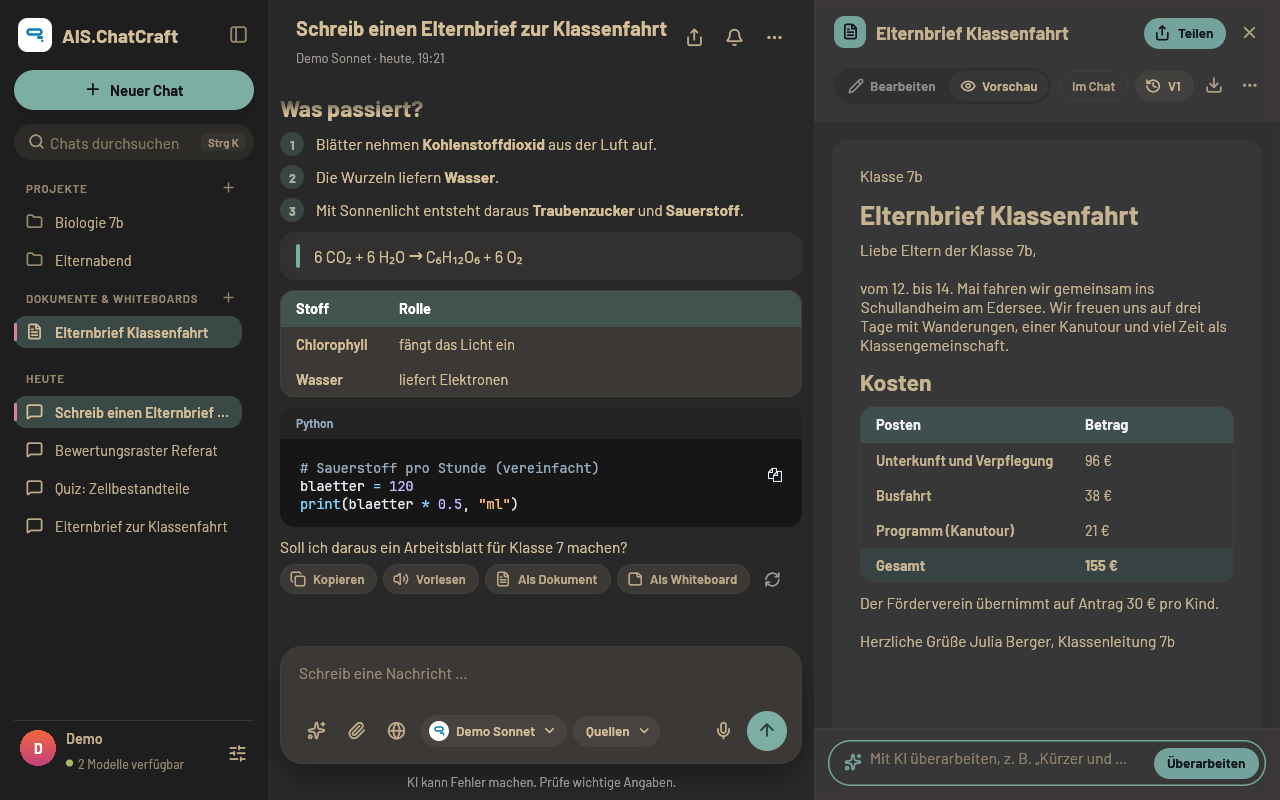 AIS.ChatCraft
Neuer Chat
Chats durchsuchen
Strg K
PROJEKTE
Biologie 7b
Elternabend
DOKUMENTE & WHITEBOARDS
Elternbrief Klassenfahrt
HEUTE
Schreib einen Elternbrief ...
Bewertungsraster Referat
Quiz: Zellbestandteile
Elternbrief zur Klassenfahrt
D
Demo
2 Modelle verfügbar
Schreib einen Elternbrief zur Klassenfahrt
Demo Sonnet · heute, 19:21
Was passiert?
1 Blätter nehmen Kohlenstoffdioxid aus der Luft auf.
2 Die Wurzeln liefern Wasser.
3 Mit Sonnenlicht entsteht daraus Traubenzucker und Sauerstoff.
6 CO₂ + 6 H₂O → C₆H₁₂O₆ + 6 O₂
Stoff Rolle
Chlorophyll fängt das Licht ein
Wasser liefert Elektronen
Python
# Sauerstoff pro Stunde (vereinfacht)
blaetter = 120
print(blaetter * 0.5, "ml")
Soll ich daraus ein Arbeitsblatt für Klasse 7 machen?
Kopieren Vorlesen Als Dokument Als Whiteboard
Schreib eine Nachricht ...
Demo Sonnet Quellen
KI kann Fehler machen. Prüfe wichtige Angaben.
Elternbrief Klassenfahrt
Teilen
Bearbeiten Vorschau Im Chat V1
Klasse 7b
Elternbrief Klassenfahrt
Liebe Eltern der Klasse 7b,
vom 12. bis 14. Mai fahren wir gemeinsam ins
Schullandheim am Edersee. Wir freuen uns auf drei
Tage mit Wanderungen, einer Kanutour und viel Zeit als
Klassengemeinschaft.
Kosten
Posten Betrag
Unterkunft und Verpflegung 96 €
Busfahrt 38 €
Programm (Kanutour) 21 €
Gesamt 155 €
Der Förderverein übernimmt auf Antrag 30 € pro Kind.
Herzliche Grüße Julia Berger, Klassenleitung 7b
Mit KI überarbeiten, z. B. „Kürzer und ...
Überarbeiten